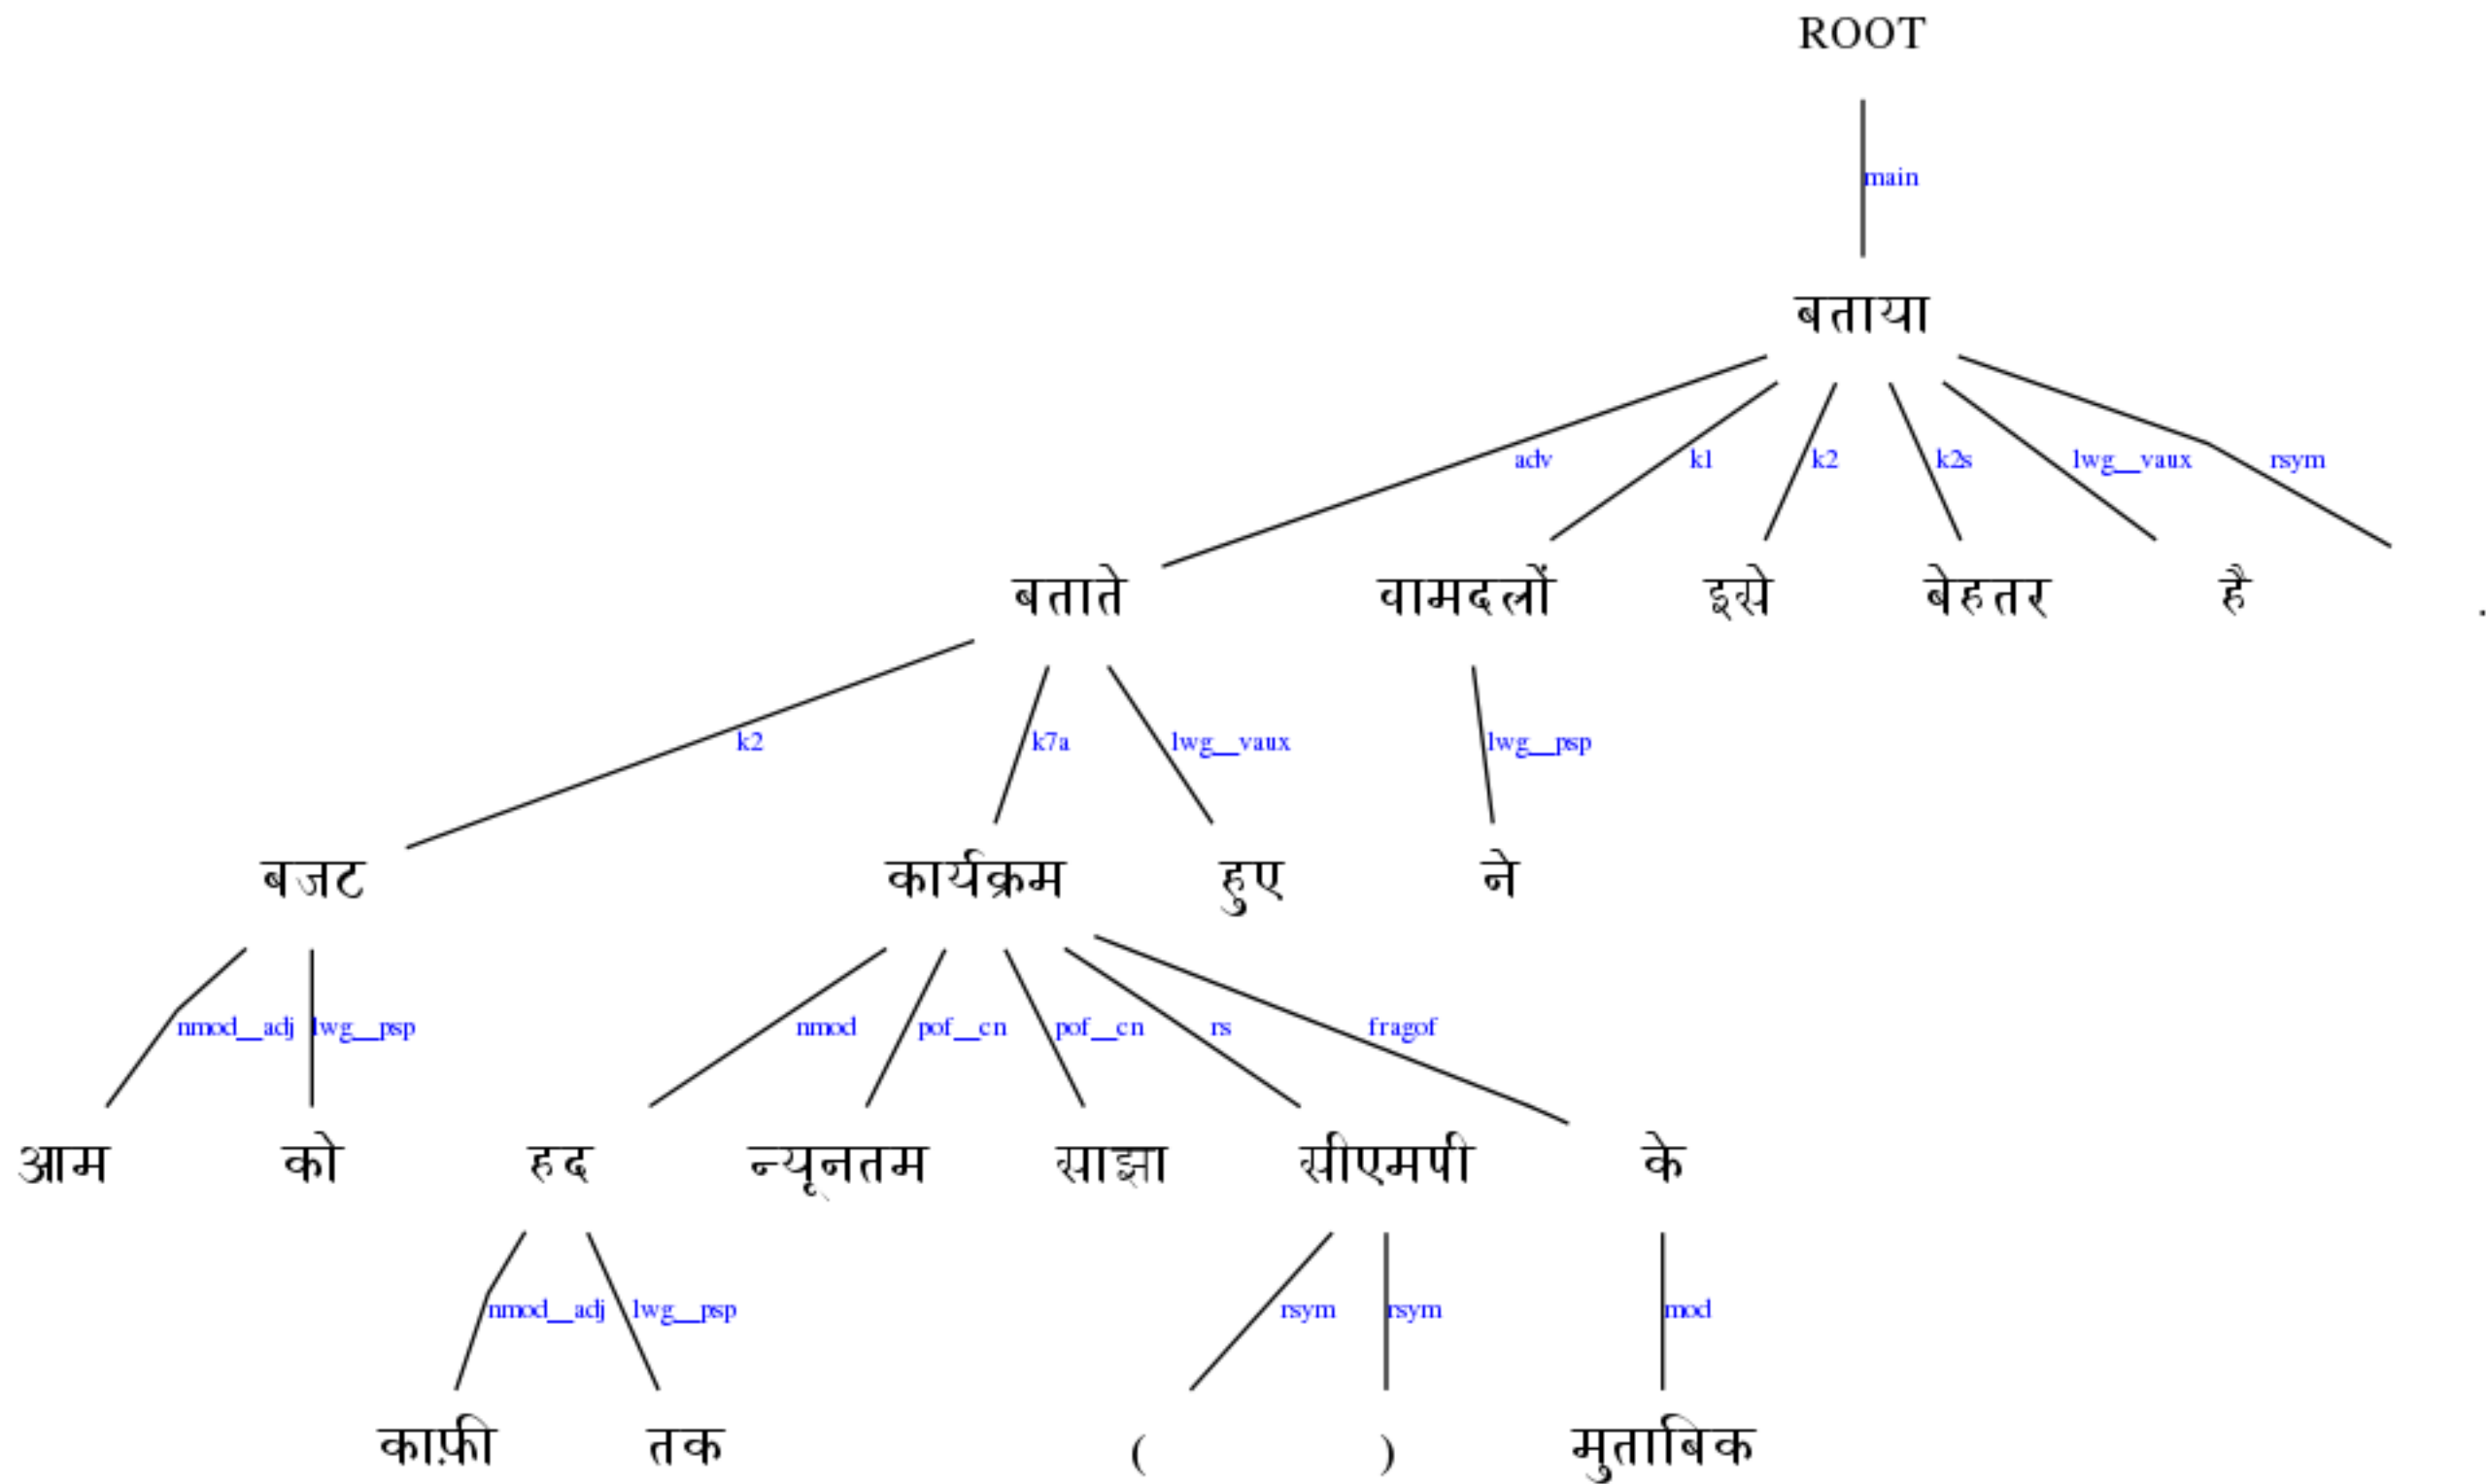 ROOT
main
बताया
adv k1 k2 k2s lwg__vaux rsym
बताते वामदलों इसे बेहतर है .
k2 k7a lwg__vaux lwg__psp
बजट कार्यक्रम हुए ने
nmod__adj lwg__psp nmod pof__cn pof__cn rs fragof
आम को हद न्यूनतम साझा सीएमपी के
nmod__adj lwg__psp rsym rsym mod
काफ़ी तक ( ) मुताबिक